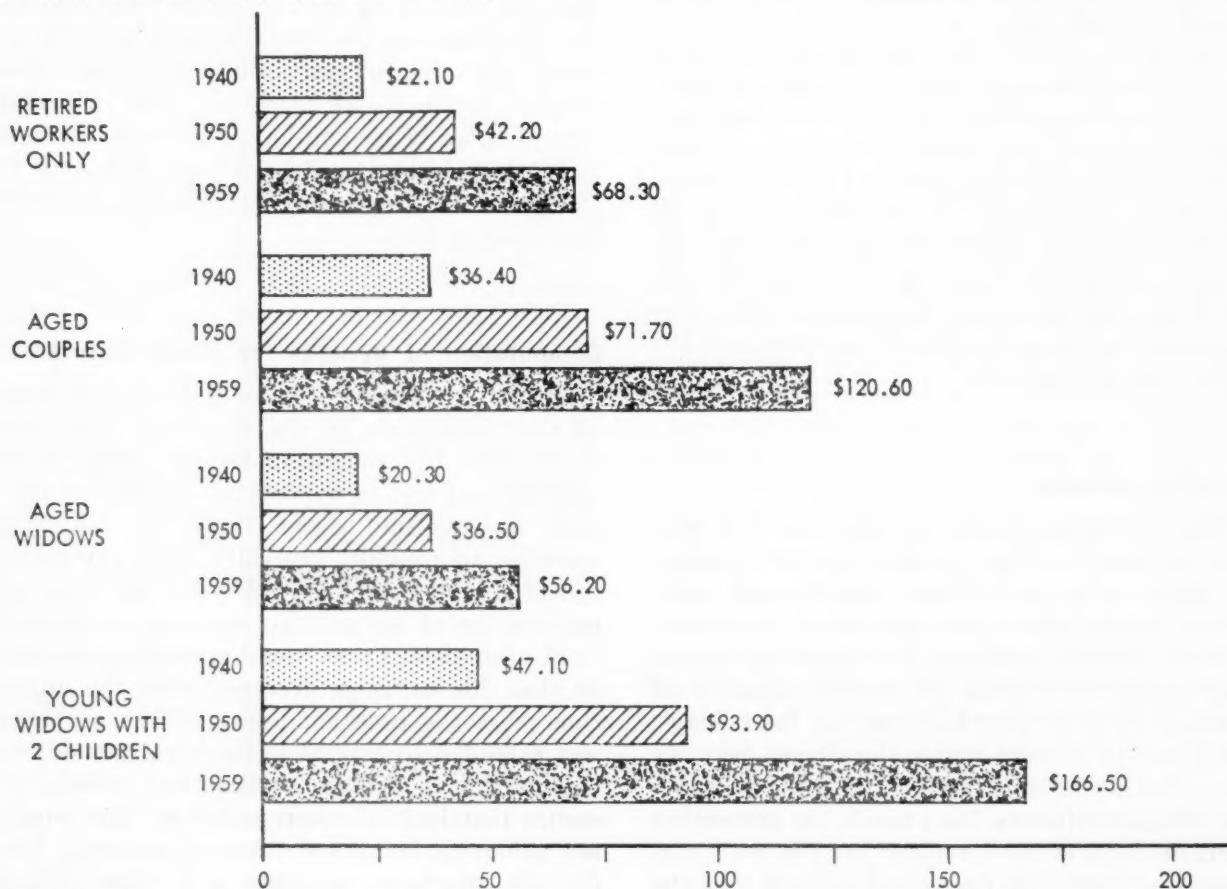 RETIRED
WORKERS
ONLY
1940 $22.10
1950 $42.20
1959 $68.30
AGED
COUPLES
1940 $36.40
1950 $71.70
1959 $120.60
AGED
WIDOWS
1940 $20.30
1950 $36.50
1959 $56.20
YOUNG
WIDOWS WITH
2 CHILDREN
1940 $47.10
1950 $93.90
1959 $166.50
0 50 100 150 200